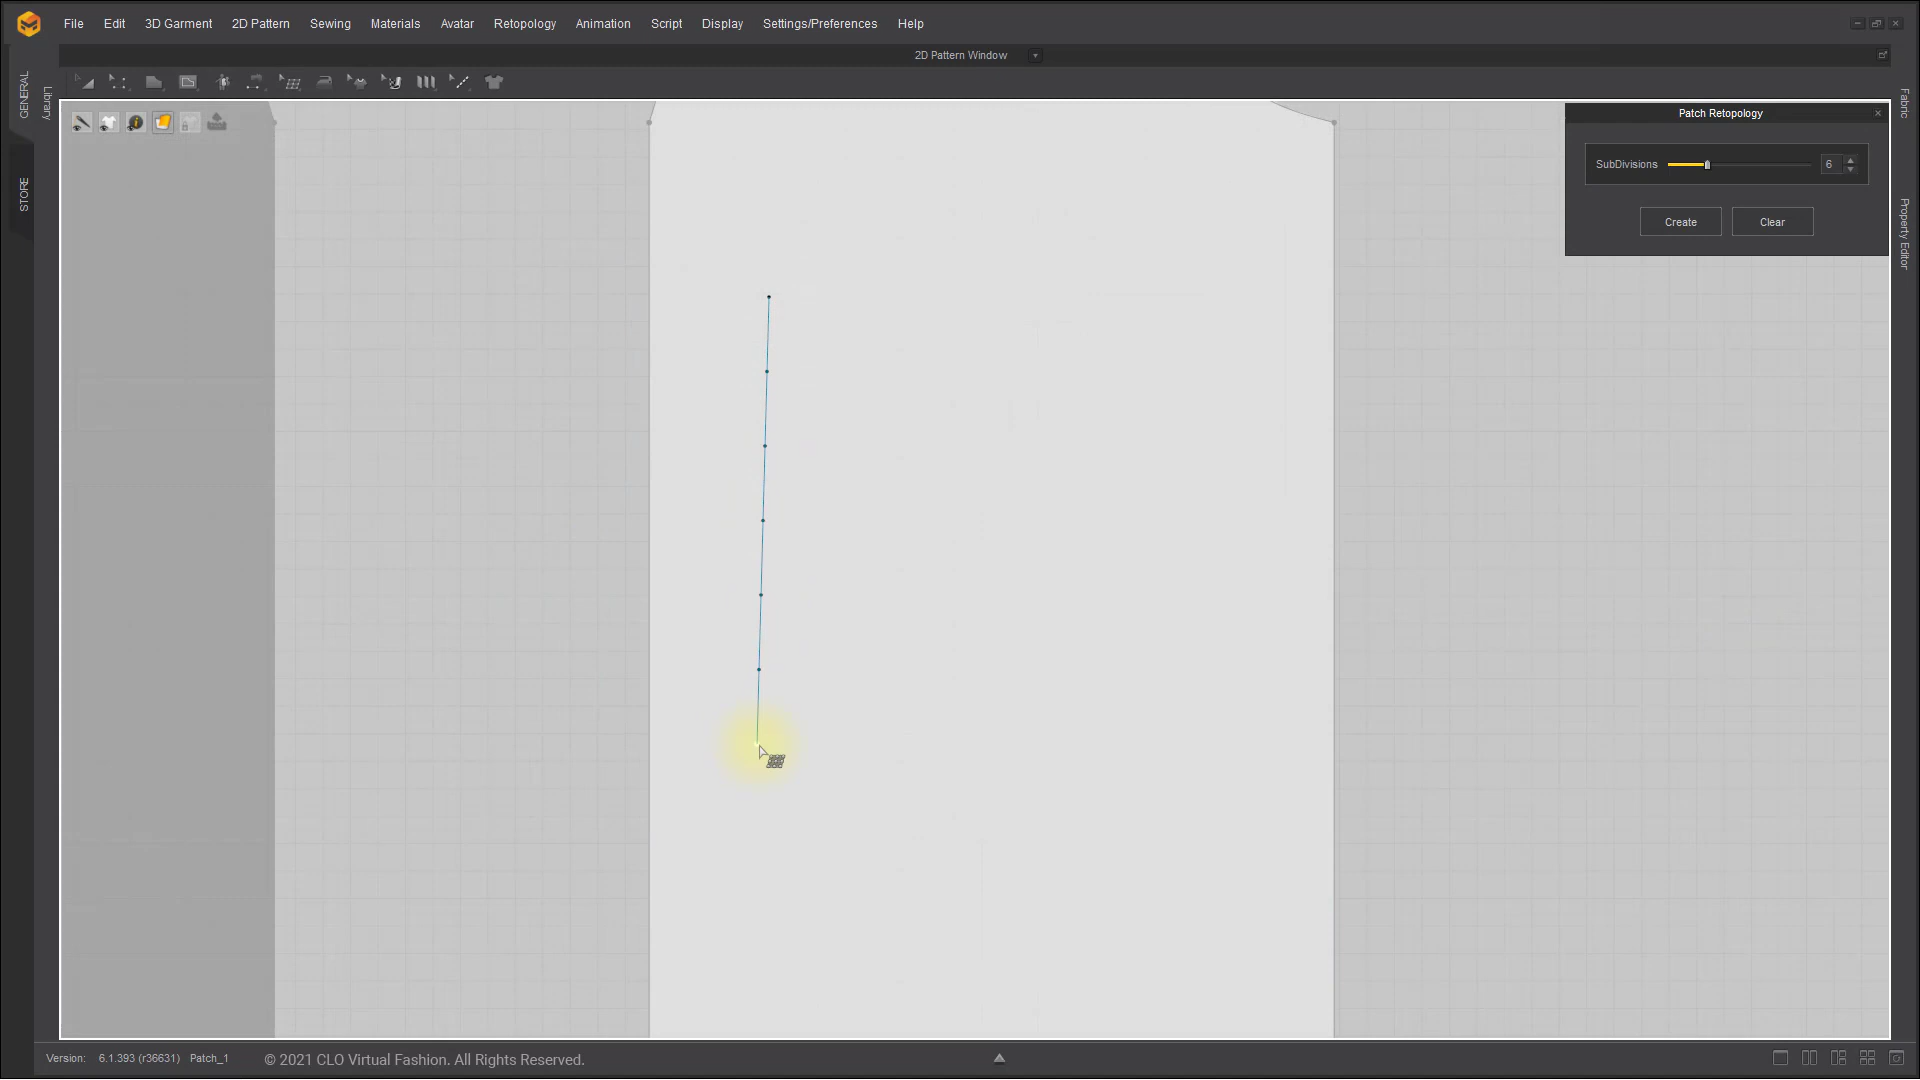 File Edit 3D Garment 2D Pattern Sewing Materials Avatar Retopology Animation Script Display Settings/Preferences Help
2D Pattern Window
GENERAL
Library
STORE
Fabric
Property Editor
Patch Retopology
SubDivisions 6
Create Clear
Version: 6.1.393 (r36631) Patch_1 © 2021 CLO Virtual Fashion. All Rights Reserved.